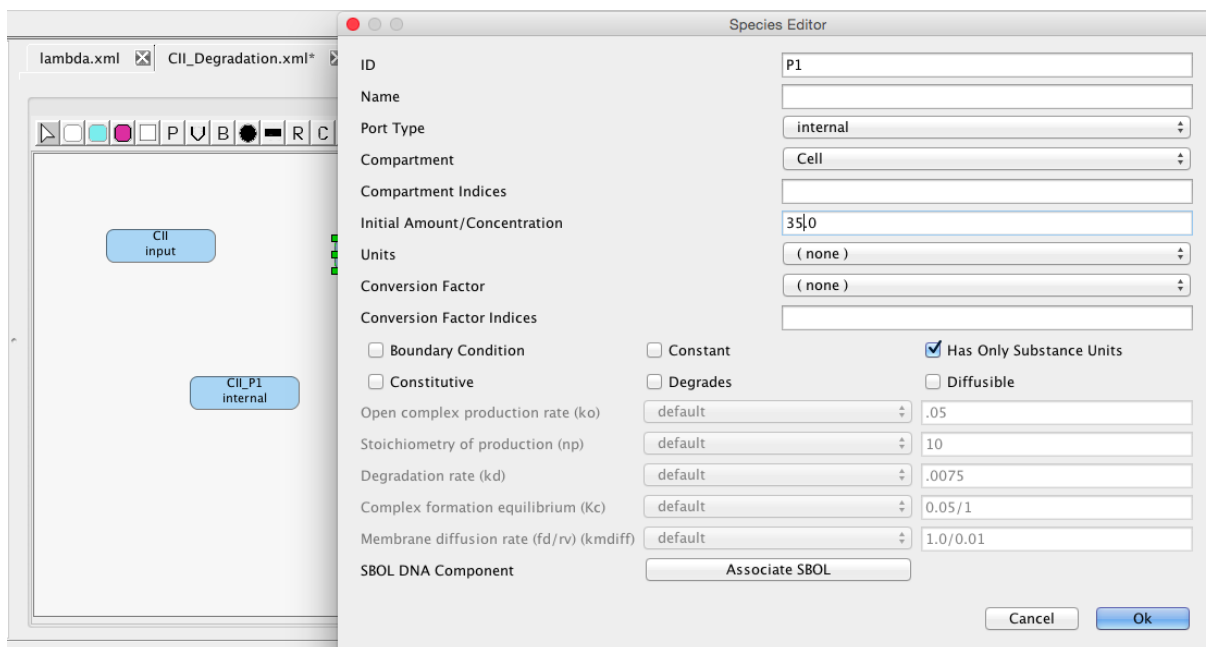 Species Editor
lambda.xml CII_Degradation.xml*
P V B R C
CII
input
CII_P1
internal
ID P1
Name
Port Type internal
Compartment Cell
Compartment Indices
Initial Amount/Concentration 35.0
Units ( none )
Conversion Factor ( none )
Conversion Factor Indices
Boundary Condition Constant Has Only Substance Units
Constitutive Degrades Diffusible
Open complex production rate (ko) default .05
Stoichiometry of production (np) default 10
Degradation rate (kd) default .0075
Complex formation equilibrium (Kc) default 0.05/1
Membrane diffusion rate (fd/rv) (kmdiff) default 1.0/0.01
SBOL DNA Component Associate SBOL
Cancel Ok